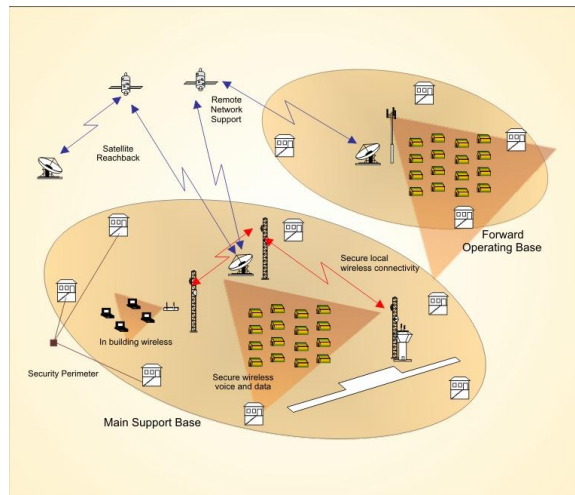 Remote
Network
Support
Satellite
Reachback
Forward
Operating Base
Secure local
wireless connectivity
In building wireless
Security Perimeter
Secure wireless
voice and data
Main Support Base